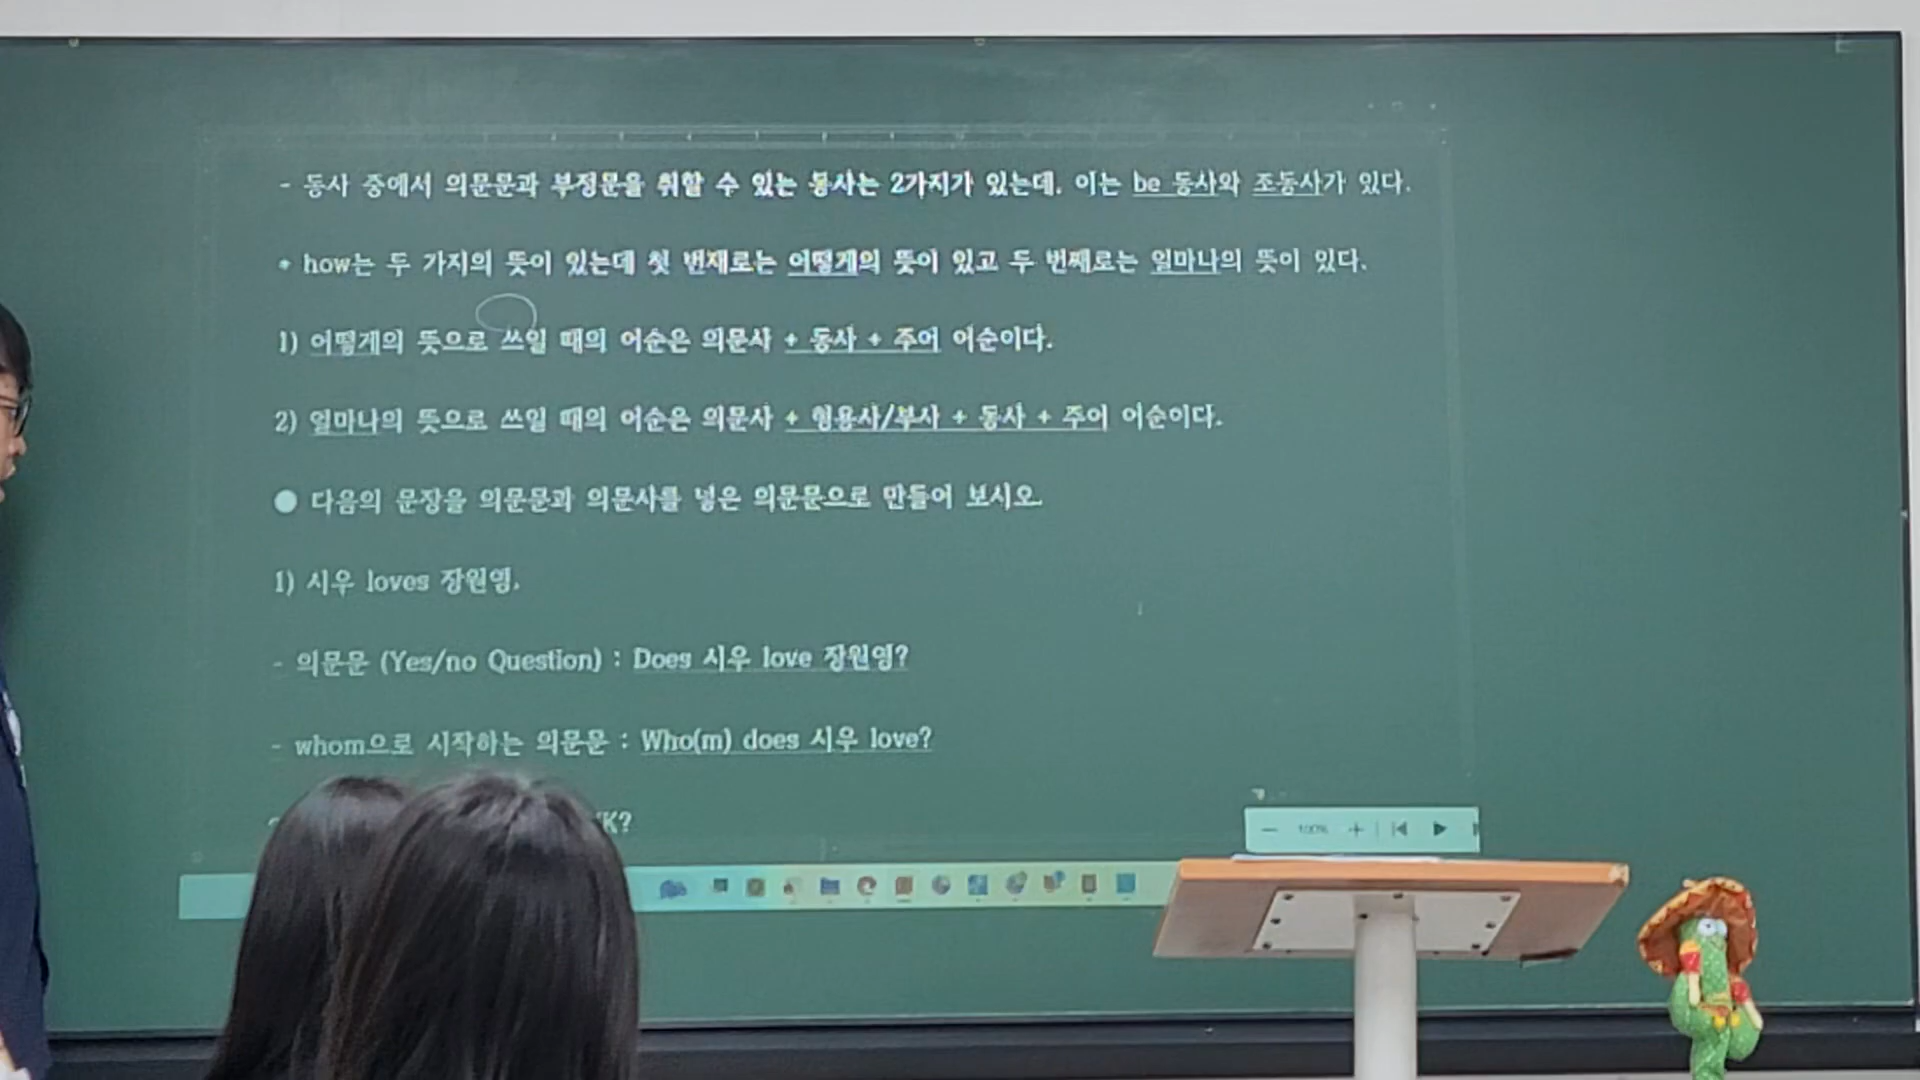 - 동사 중에서 의문문과 부정문을 취할 수 있는 동사는 2가지가 있는데, 이는 be 동사와 조동사가 있다.
* how는 두 가지의 뜻이 있는데 첫 번재로는 어떻게의 뜻이 있고 두 번째로는 얼마나의 뜻이 있다.
1) 어떻게의 뜻으로 쓰일 때의 어순은 의문사 + 동사 + 주어 어순이다.
2) 얼마나의 뜻으로 쓰일 때의 어순은 의문사 + 형용사/부사 + 동사 + 주어 어순이다.
● 다음의 문장을 의문문과 의문사를 넣은 의문문으로 만들어 보시오.
1) 시우 loves 장원영.
- 의문문 (Yes/no Question) : Does 시우 love 장원영?
- whom으로 시작하는 의문문 : Who(m) does 시우 love?
K?
100%